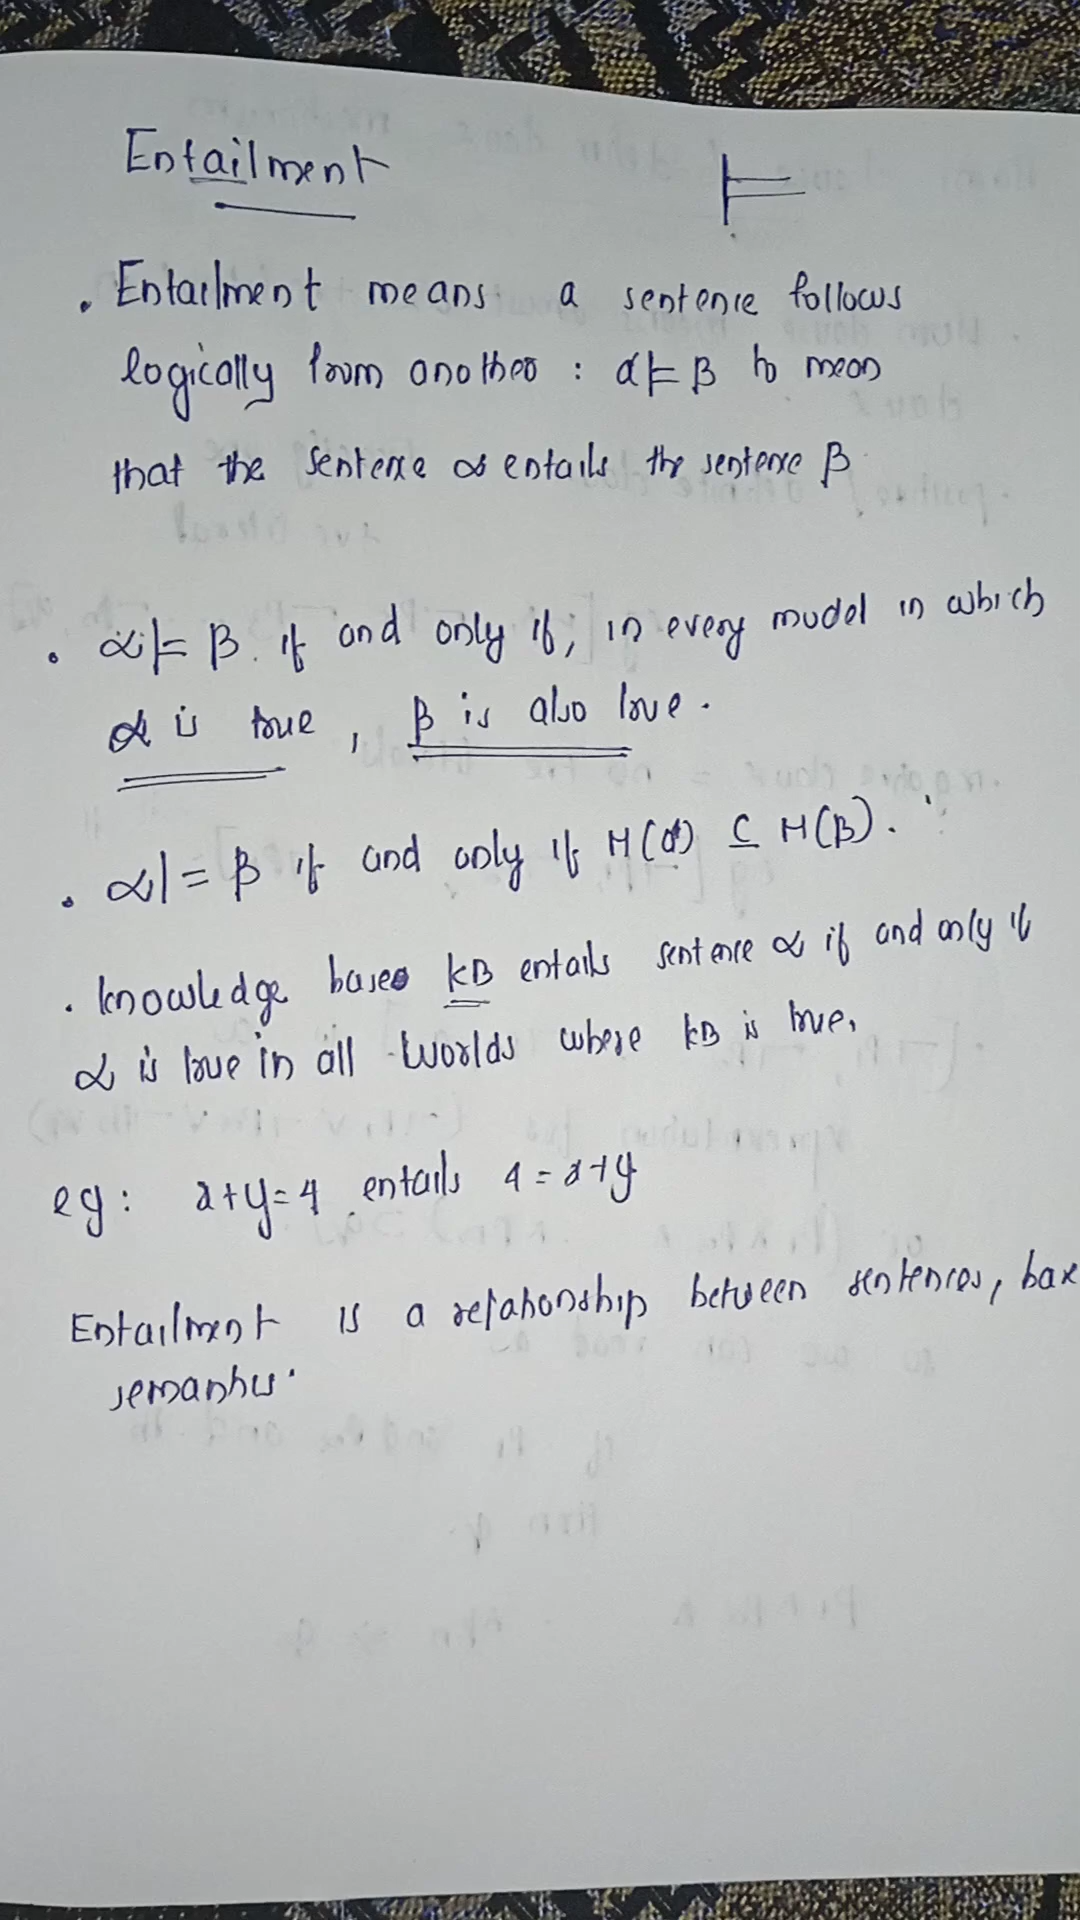 Entailment ⊨
. Entailment means a sentence follows
logically from another : α ⊨ β to mean
that the sentence α entails the sentence β
. α ⊨ β if and only if, in every model in which
α is true , β is also true .
. α |= β if and only if M(α) ⊆ M(β).
. knowledge bases KB entails sentence α if and only if
α is true in all worlds where KB is true,
eg: x+y=4 entails 4=x+y
Entailment is a relationship between sentences, base
semantics.